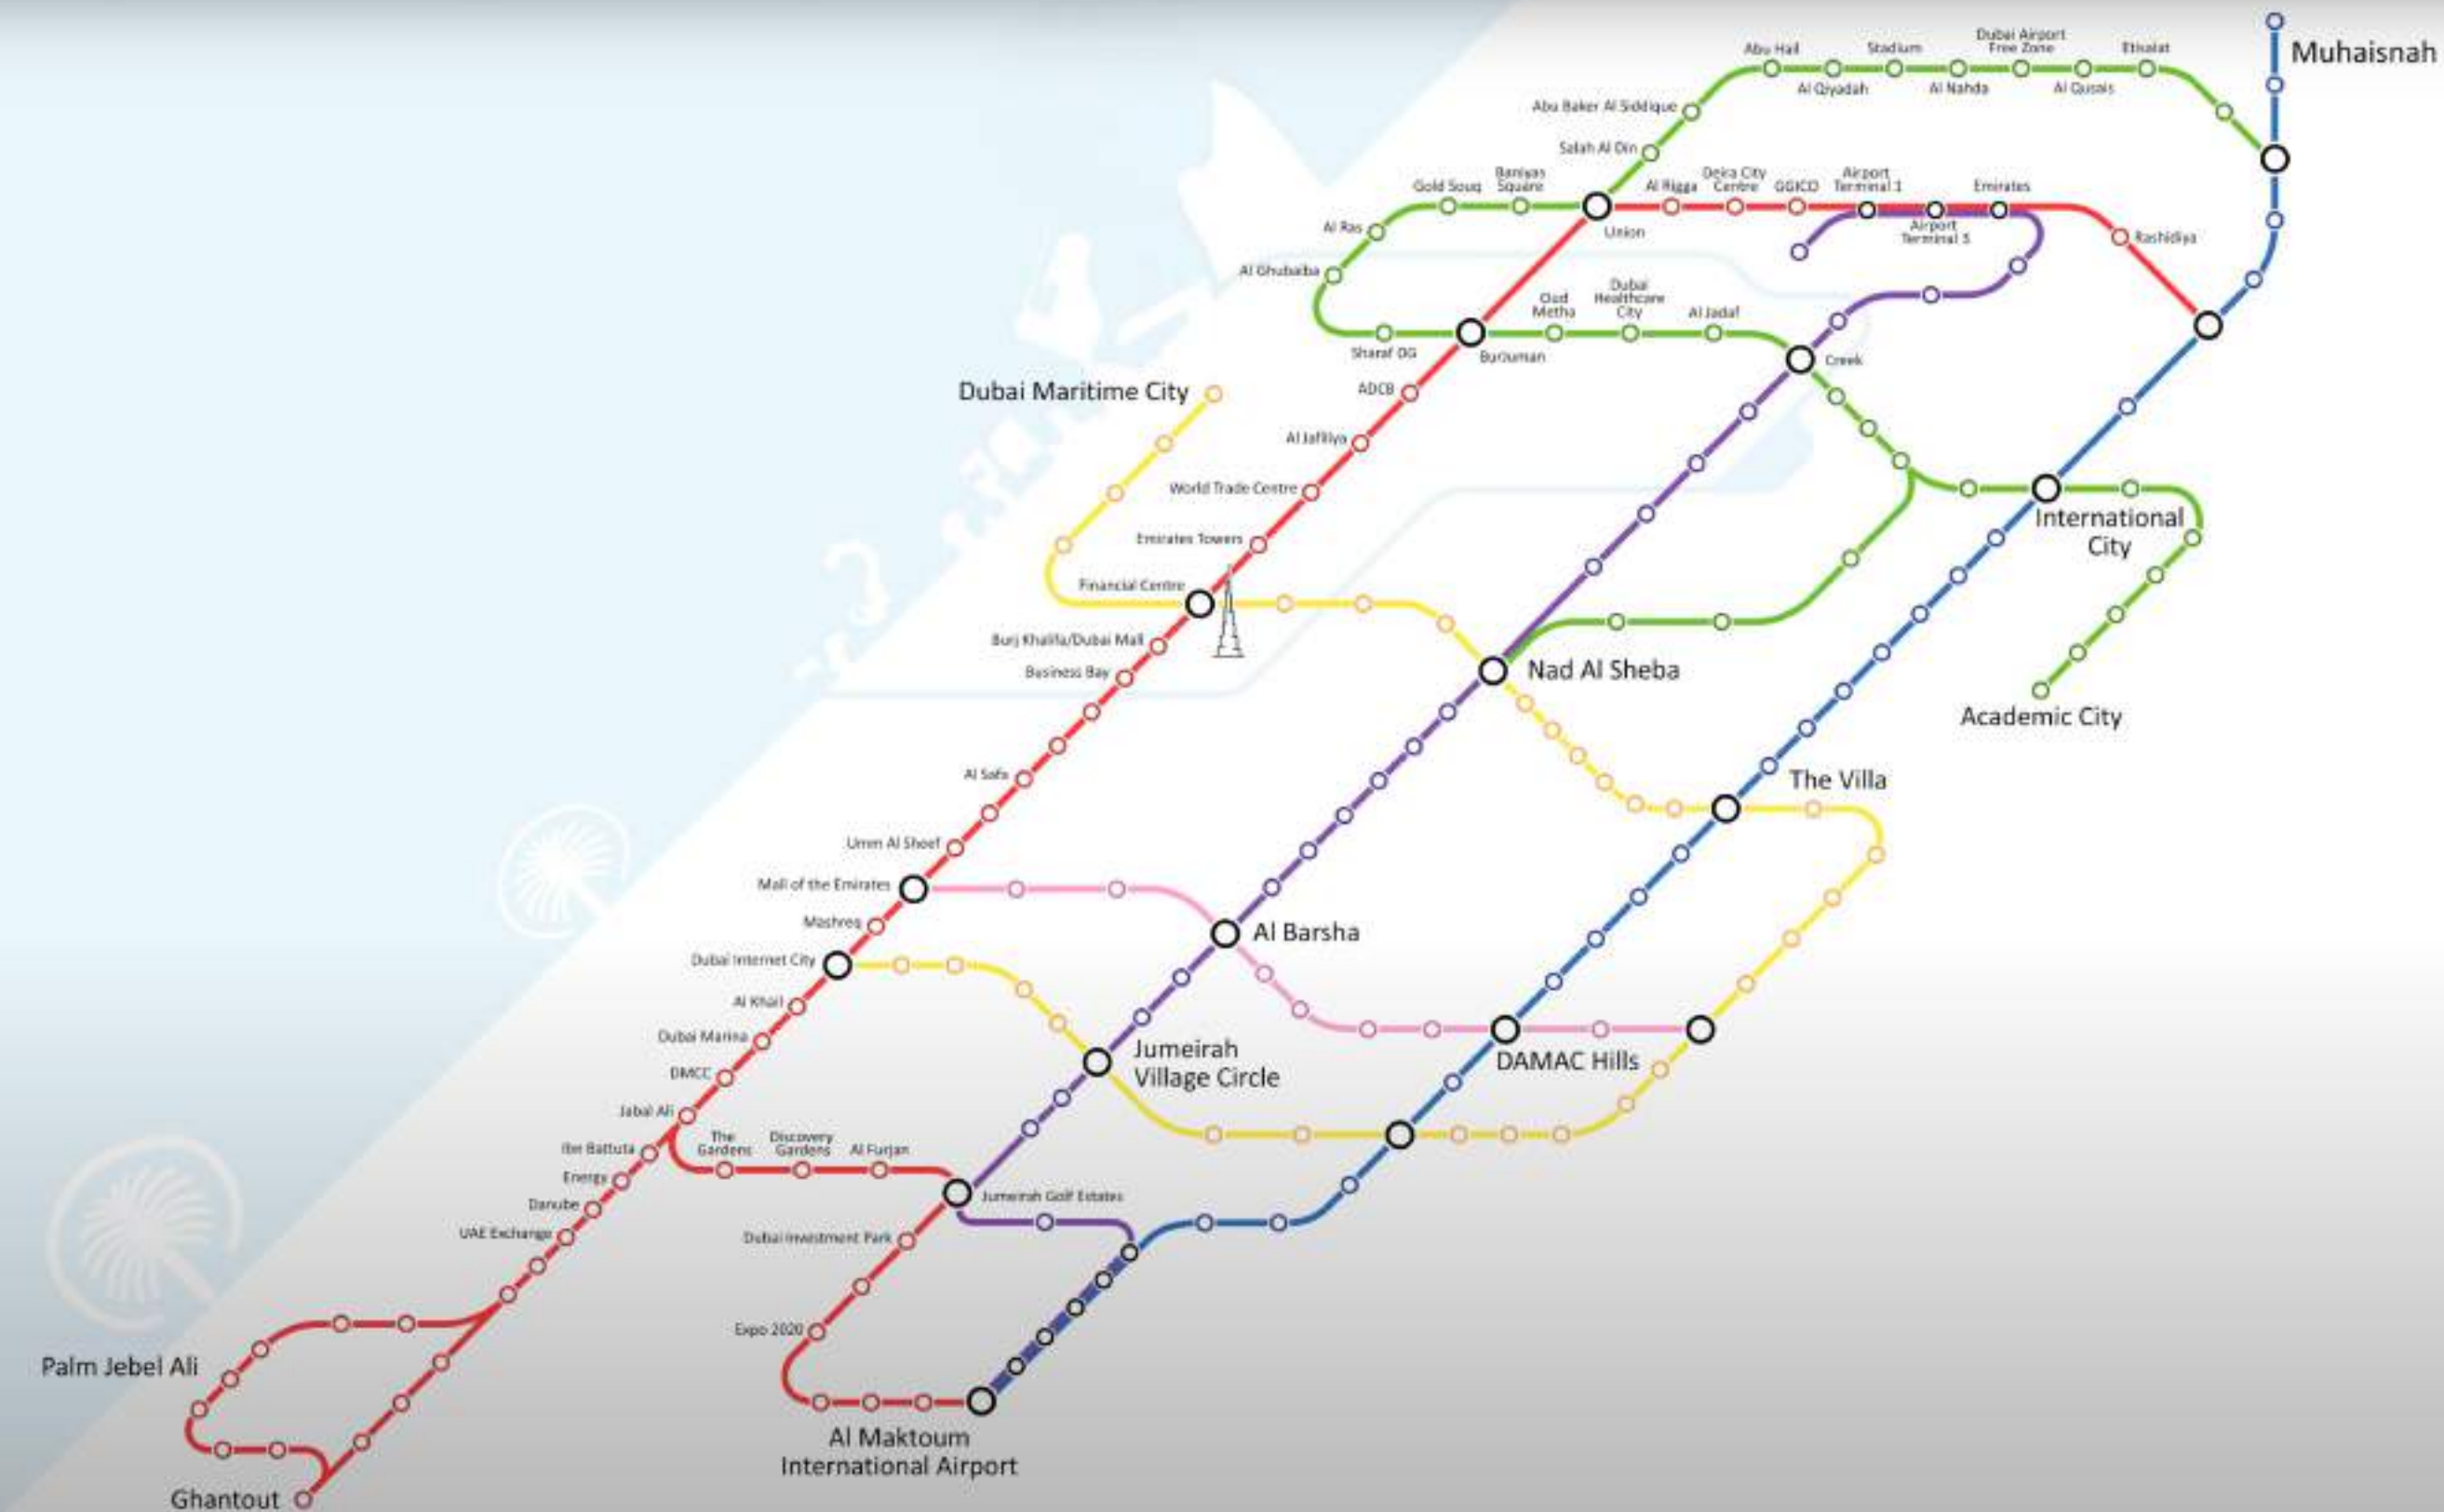 Muhaisnah
Abu Hail
Stadium
Dubai Airport
Free Zone
Etisalat
Al Qiyadah
Al Nahda
Al Qusais
Abu Baker Al Siddique
Salah Al Din
Gold Souq
Baniyas
Square
Al Rigga
Deira City
Centre
GGICO
Airport
Terminal 1
Emirates
Al Ras
Union
Airport
Terminal 3
Rashidiya
Al Ghubaiba
Oud
Metha
Dubai
Healthcare
City
Al Jadaf
Sharaf DG
BurJuman
Creek
Dubai Maritime City
ADCB
Al Jafiliya
World Trade Centre
International
City
Emirates Towers
Financial Centre
Burj Khalifa/Dubai Mall
Business Bay
Nad Al Sheba
Academic City
Al Safa
The Villa
Umm Al Sheef
Mall of the Emirates
Mashreq
Al Barsha
Dubai Internet City
Al Khail
Dubai Marina
Jumeirah
Village Circle
DAMAC Hills
DMCC
Jabal Ali
Ibn Battuta
The
Gardens
Discovery
Gardens
Al Furjan
Energy
Danube
Jumeirah Golf Estates
UAE Exchange
Dubai Investment Park
Expo 2020
Palm Jebel Ali
Al Maktoum
International Airport
Ghantout